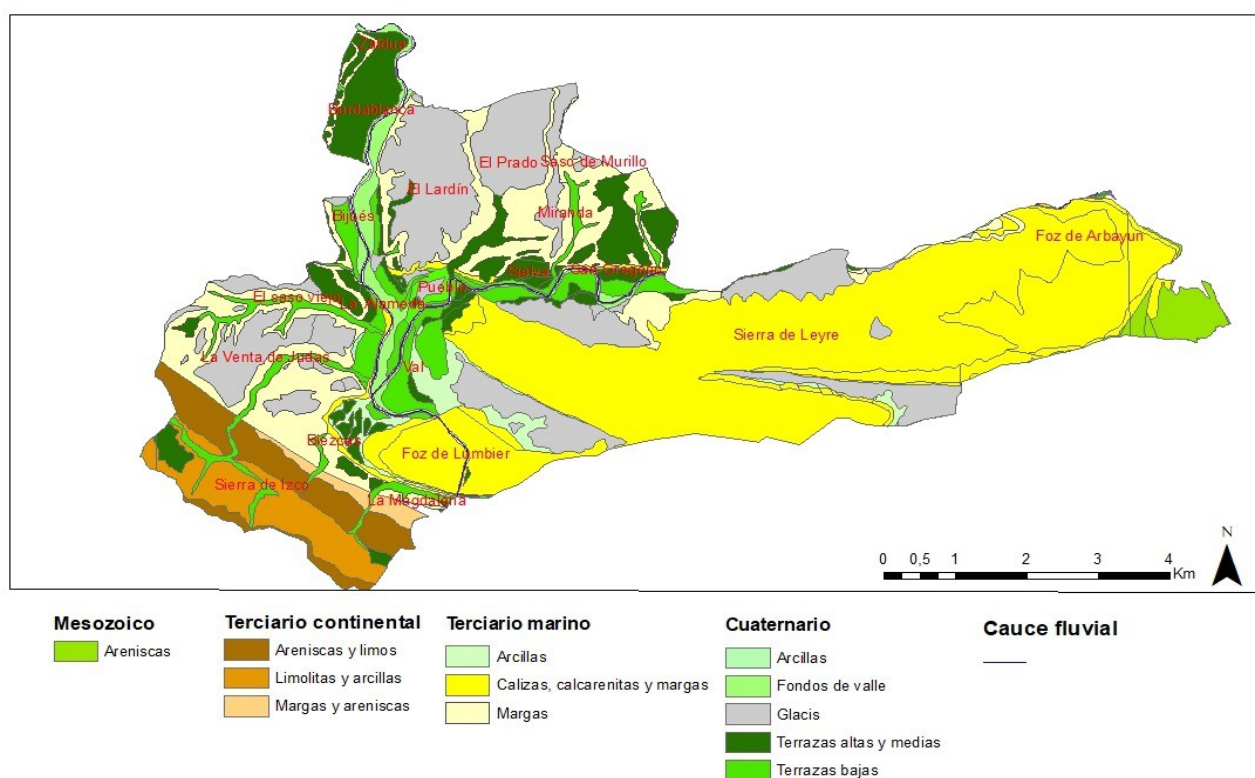 Zaldua
Bordablanca
El Prado
Saso de Murillo
El Lardín
Bijués
Miranda
Foz de Arbayun
Selva
San Gregorio
Pueblo
El saso viejo
La Alameda
Sierra de Leyre
La Venta de Judas
Val
Biezcas
Foz de Lumbier
Sierra de Izco
La Magdalena
N
0 0,5 1 2 3 4
Km
Mesozoico
Areniscas
Terciario continental
Areniscas y limos
Limolitas y arcillas
Margas y areniscas
Terciario marino
Arcillas
Calizas, calcarenitas y margas
Margas
Cuaternario
Arcillas
Fondos de valle
Glacis
Terrazas altas y medias
Terrazas bajas
Cauce fluvial